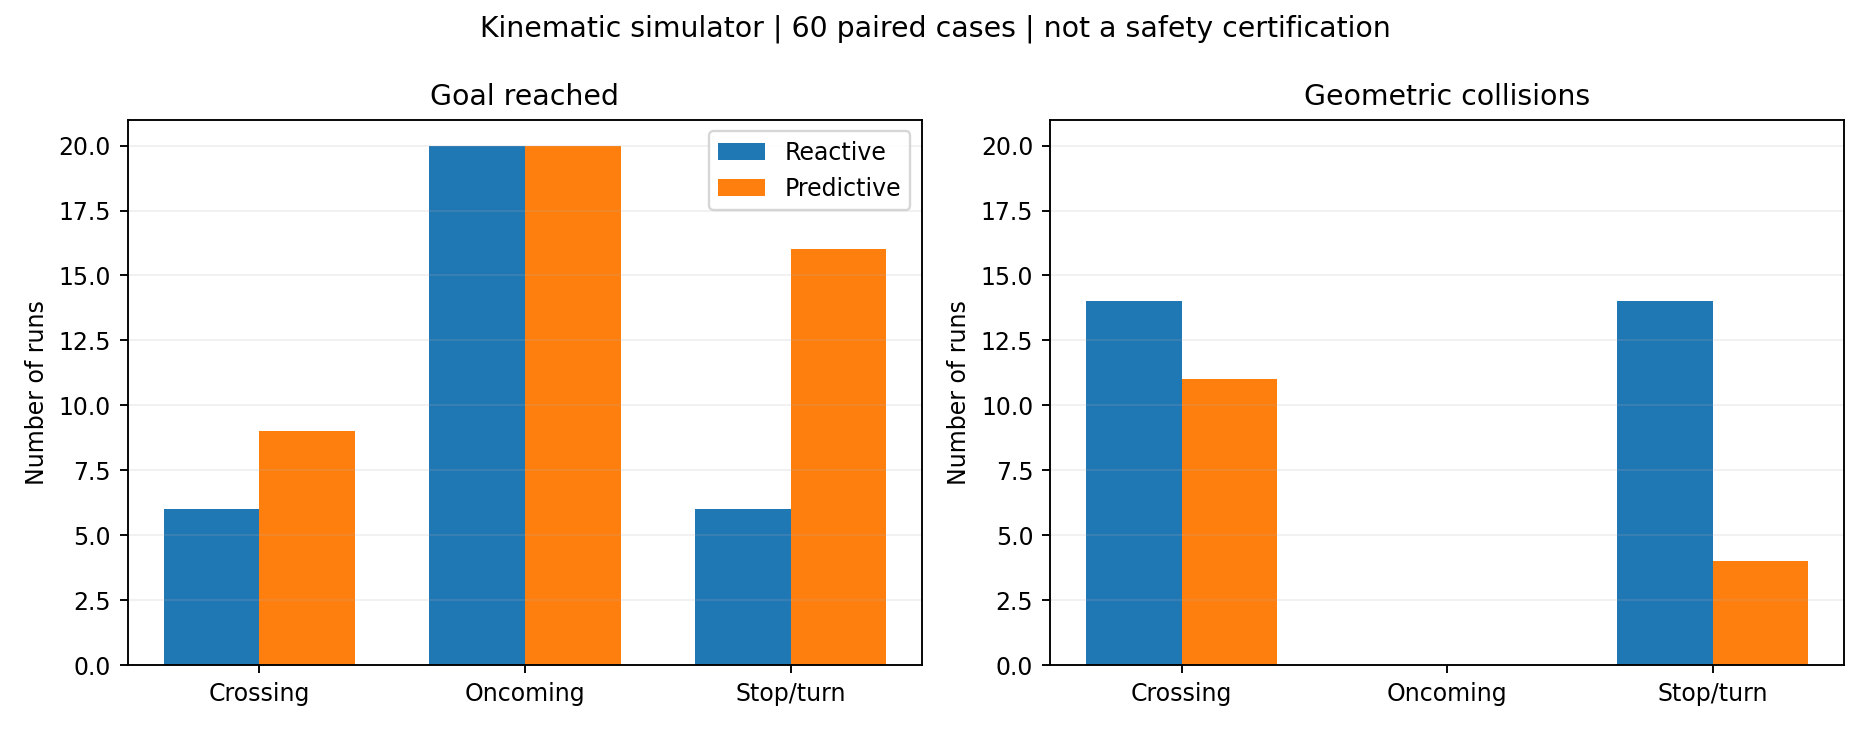 Kinematic simulator | 60 paired cases | not a safety certification
Goal reached
Number of runs
20.0
17.5
15.0
12.5
10.0
7.5
5.0
2.5
0.0
Reactive
Predictive
Crossing
Oncoming
Stop/turn
Geometric collisions
Number of runs
20.0
17.5
15.0
12.5
10.0
7.5
5.0
2.5
0.0
Crossing
Oncoming
Stop/turn